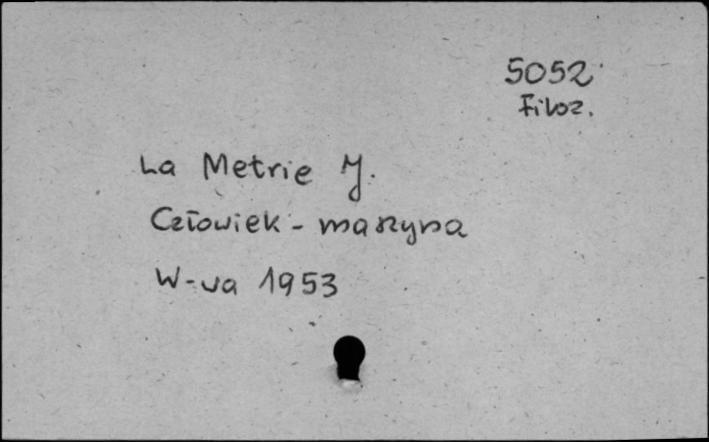 5052
Filoz.
La Metrie J.
Człowiek - maszyna
W-wa 1953